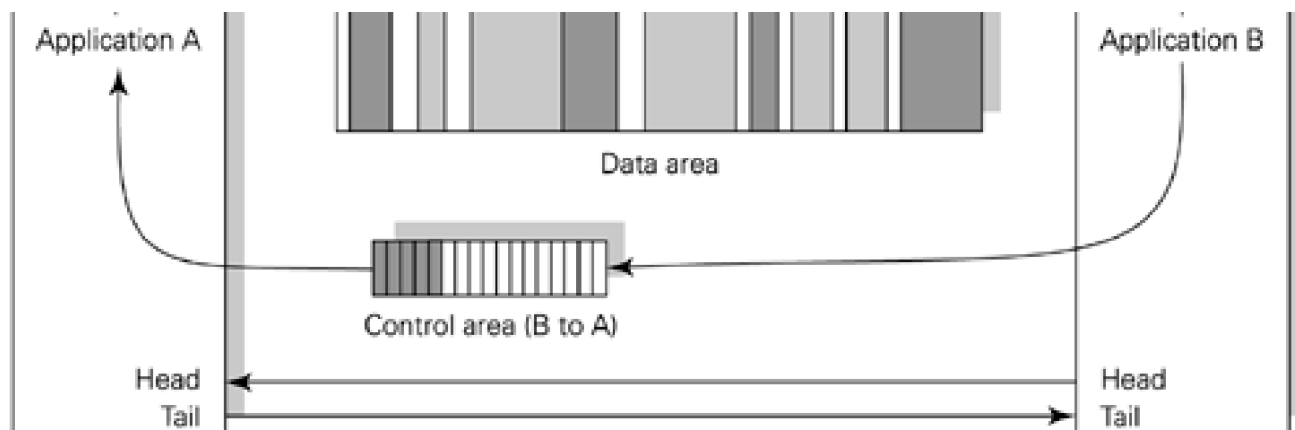 Application A
Application B
Data area
Control area (B to A)
Head
Head
Tail
Tail